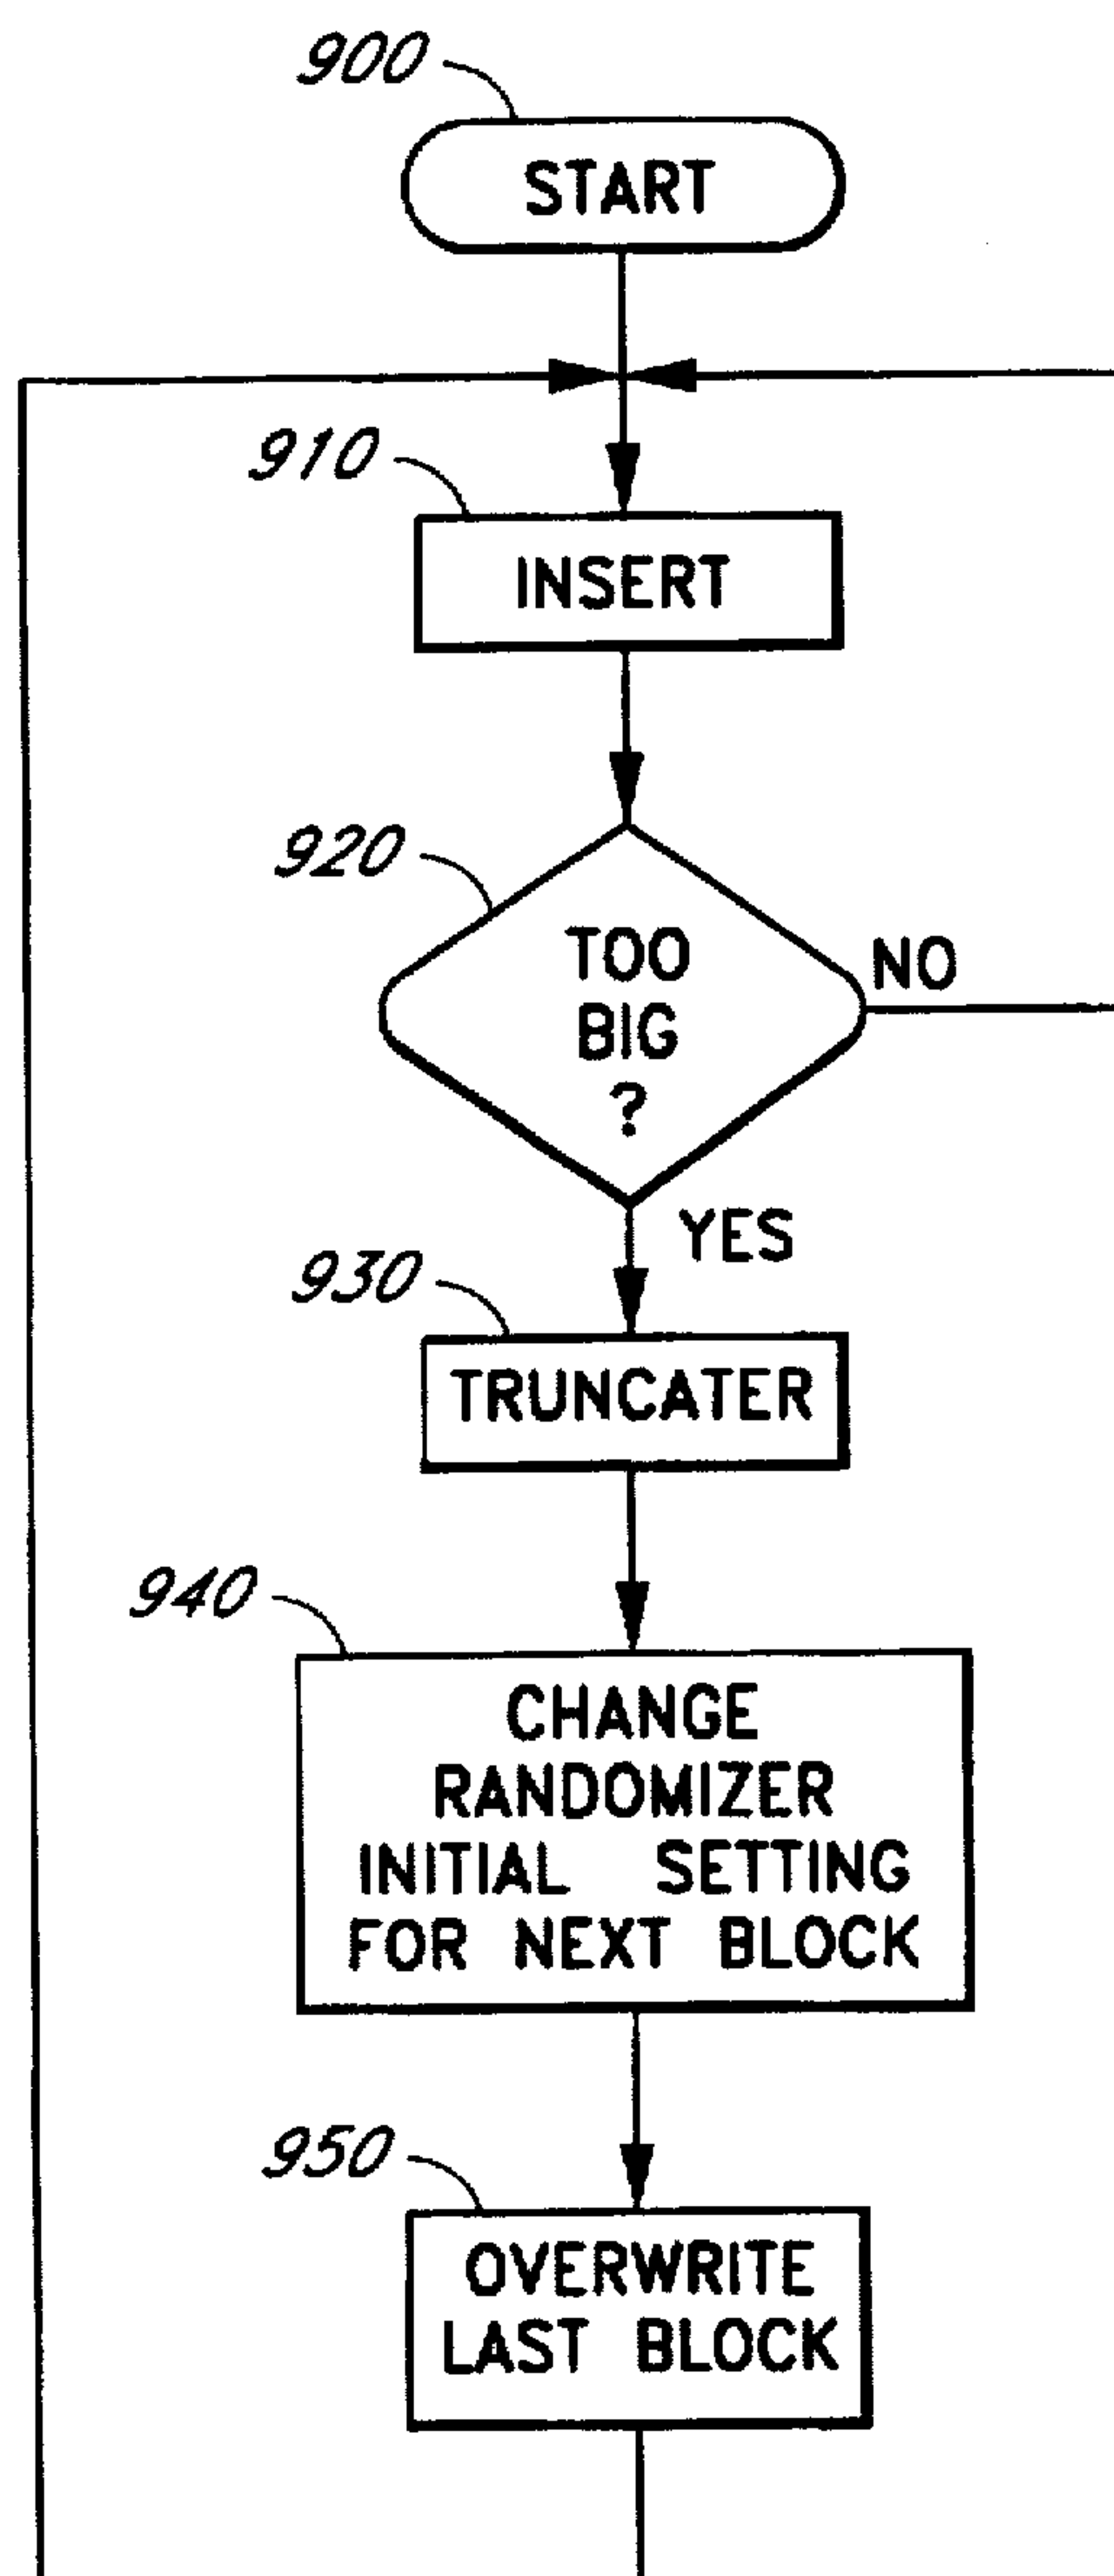 900
START
910
INSERT
920
TOO
BIG
?
NO
YES
930
TRUNCATER
940
CHANGE
RANDOMIZER
INITIAL SETTING
FOR NEXT BLOCK
950
OVERWRITE
LAST BLOCK